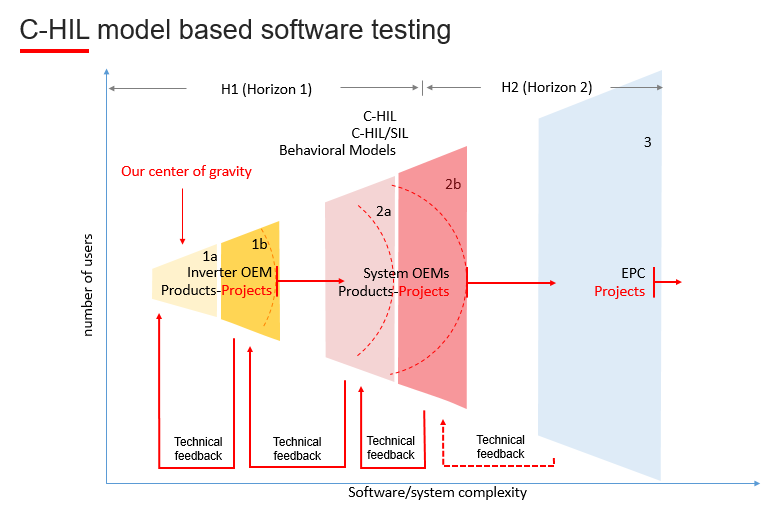 C-HIL model based software testing
H1 (Horizon 1)
H2 (Horizon 2)
C-HIL
C-HIL/SIL
Behavioral Models
Our center of gravity
3
2b
2a
1b
1a
Inverter OEM
Products-Projects
System OEMs
Products-Projects
EPC
Projects
number of users
Technical
feedback
Technical
feedback
Technical
feedback
Technical
feedback
Software/system complexity